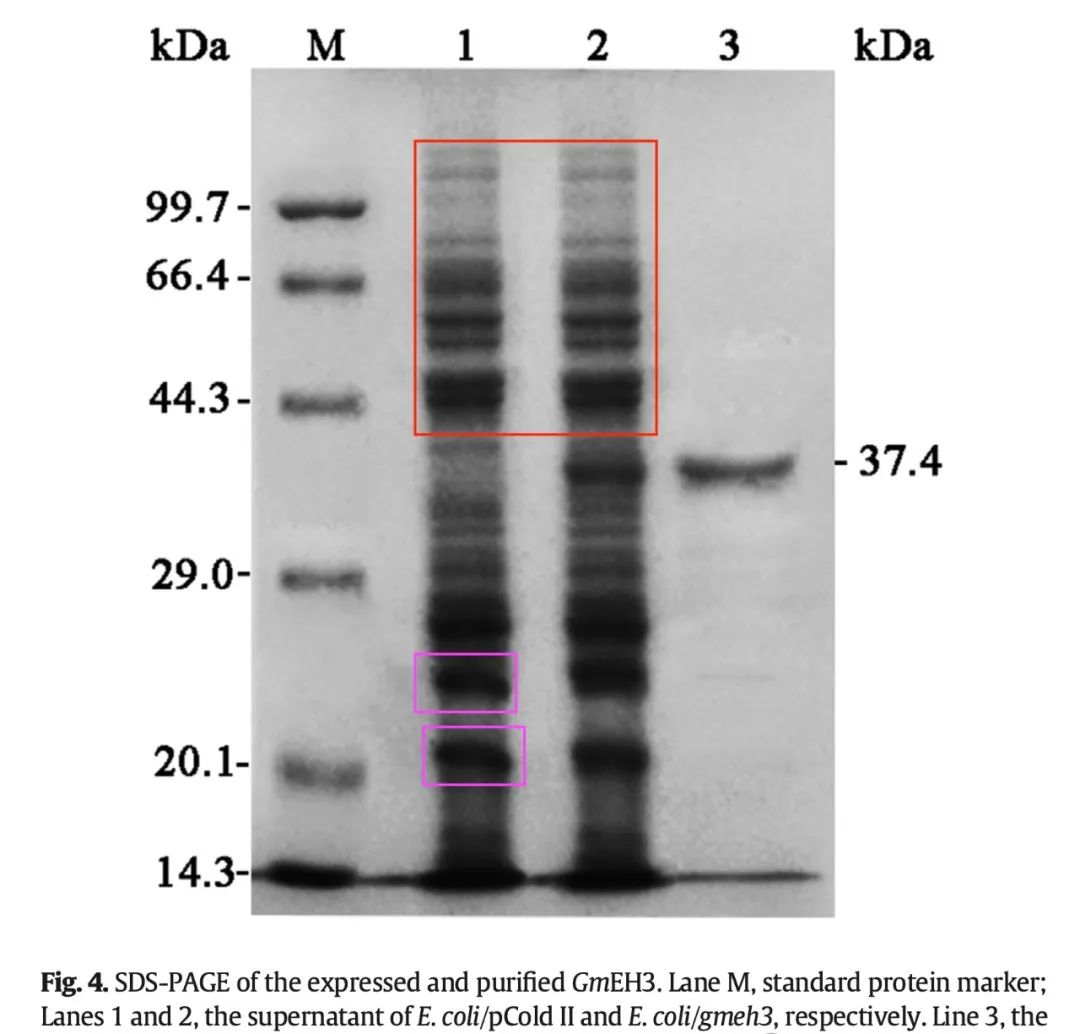 kDa M 1 2 3 kDa
99.7-
66.4-
44.3-
- 37.4
29.0-
20.1-
14.3-
Fig. 4. SDS-PAGE of the expressed and purified GmEH3. Lane M, standard protein marker;
Lanes 1 and 2, the supernatant of E. coli/pCold II and E. coli/gmeh3, respectively. Line 3, the